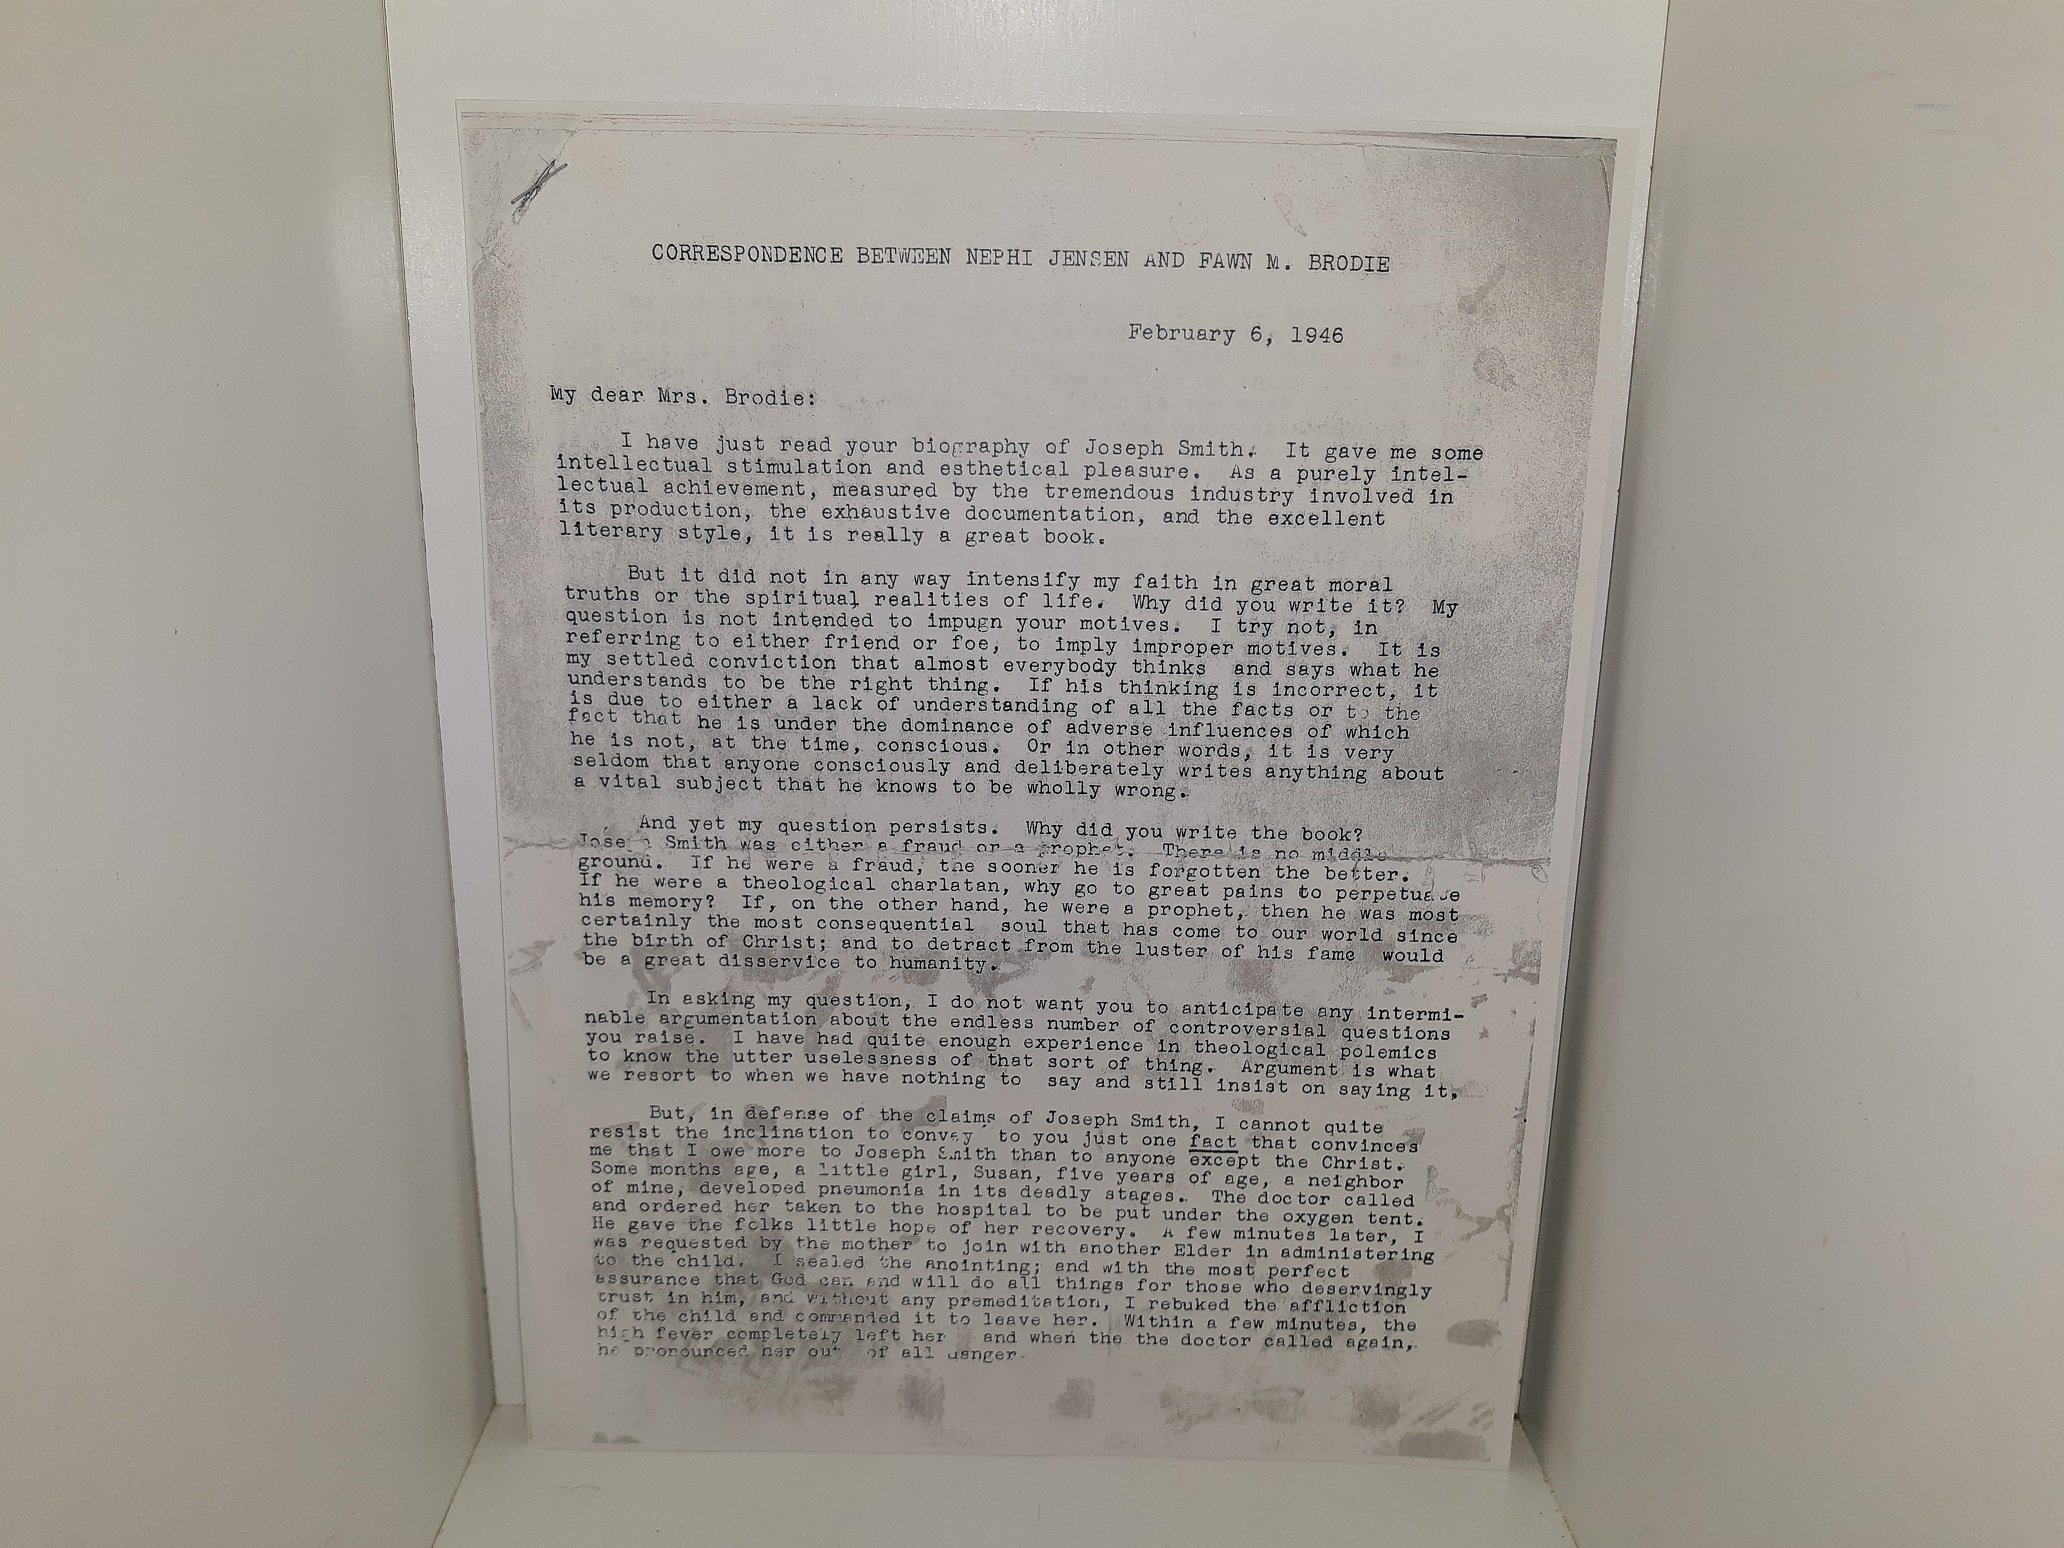 CORRESPONDENCE BETWEEN NEPHI JENSEN AND FAWN M. BRODIE
February 6, 1946
My dear Mrs. Brodie:
I have just read your biography of Joseph Smith. It gave me some
intellectual stimulation and esthetical pleasure. As a purely intel-
lectual achievement, measured by the tremendous industry involved in
its production, the exhaustive documentation, and the excellent
literary style, it is really a great book.
But it did not in any way intensify my faith in great moral
truths or the spiritual realities of life. Why did you write it? My
question is not intended to impugn your motives. I try not, in
referring to either friend or foe, to imply improper motives. It is
my settled conviction that almost everybody thinks and says what he
understands to be the right thing. If his thinking is incorrect, it
is due to either a lack of understanding of all the facts or to the
fact that he is under the dominance of adverse influences of which
he is not, at the time, conscious. Or in other words, it is very
seldom that anyone consciously and deliberately writes anything about
a vital subject that he knows to be wholly wrong.
And yet my question persists. Why did you write the book?
Joseph Smith was either a fraud or a prophet. There is no middle
ground. If he were a fraud, the sooner he is forgotten the better.
If he were a theological charlatan, why go to great pains to perpetuate
his memory? If, on the other hand, he were a prophet, then he was most
certainly the most consequential soul that has come to our world since
the birth of Christ; and to detract from the luster of his fame would
be a great disservice to humanity.
In asking my question, I do not want you to anticipate any intermi-
nable argumentation about the endless number of controversial questions
you raise. I have had quite enough experience in theological polemics
to know the utter uselessness of that sort of thing. Argument is what
we resort to when we have nothing to say and still insist on saying it.
But, in defense of the claims of Joseph Smith, I cannot quite
resist the inclination to convey to you just one fact that convinces
me that I owe more to Joseph Smith than to anyone except the Christ.
Some months age, a little girl, Susan, five years of age, a neighbor
of mine, developed pneumonia in its deadly stages. The doctor called
and ordered her taken to the hospital to be put under the oxygen tent.
He gave the folks little hope of her recovery. A few minutes later, I
was requested by the mother to join with another Elder in administering
to the child. I sealed the anointing; and with the most perfect
assurance that God can and will do all things for those who deservingly
trust in him, and without any premeditation, I rebuked the affliction
of the child and commanded it to leave her. Within a few minutes, the
high fever completely left her and when the the doctor called again,
he pronounced her out of all danger.